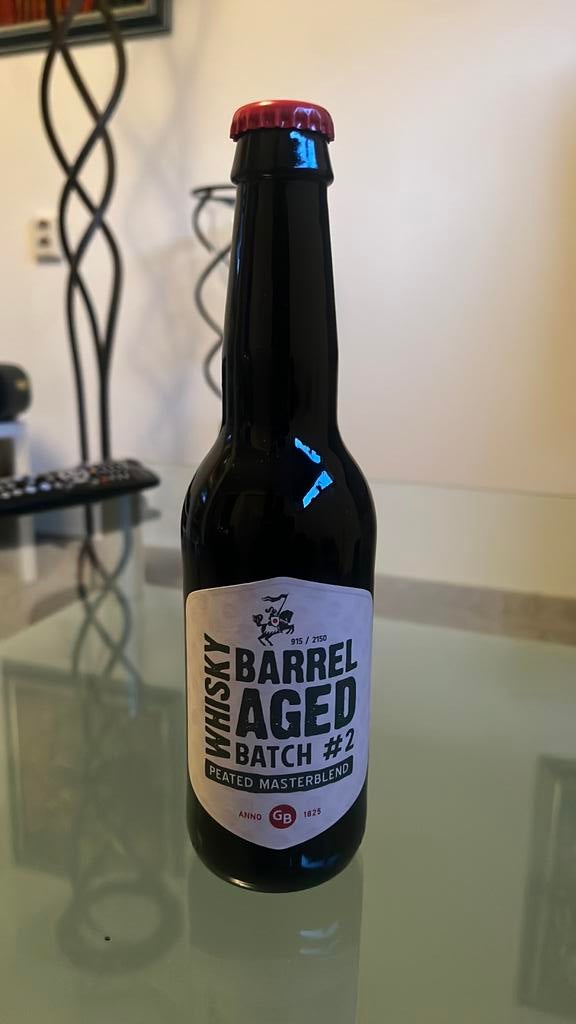 915 / 2150
WHISKY
BARREL
AGED
BATCH #2
PEATED MASTERBLEND
ANNO GB 1825